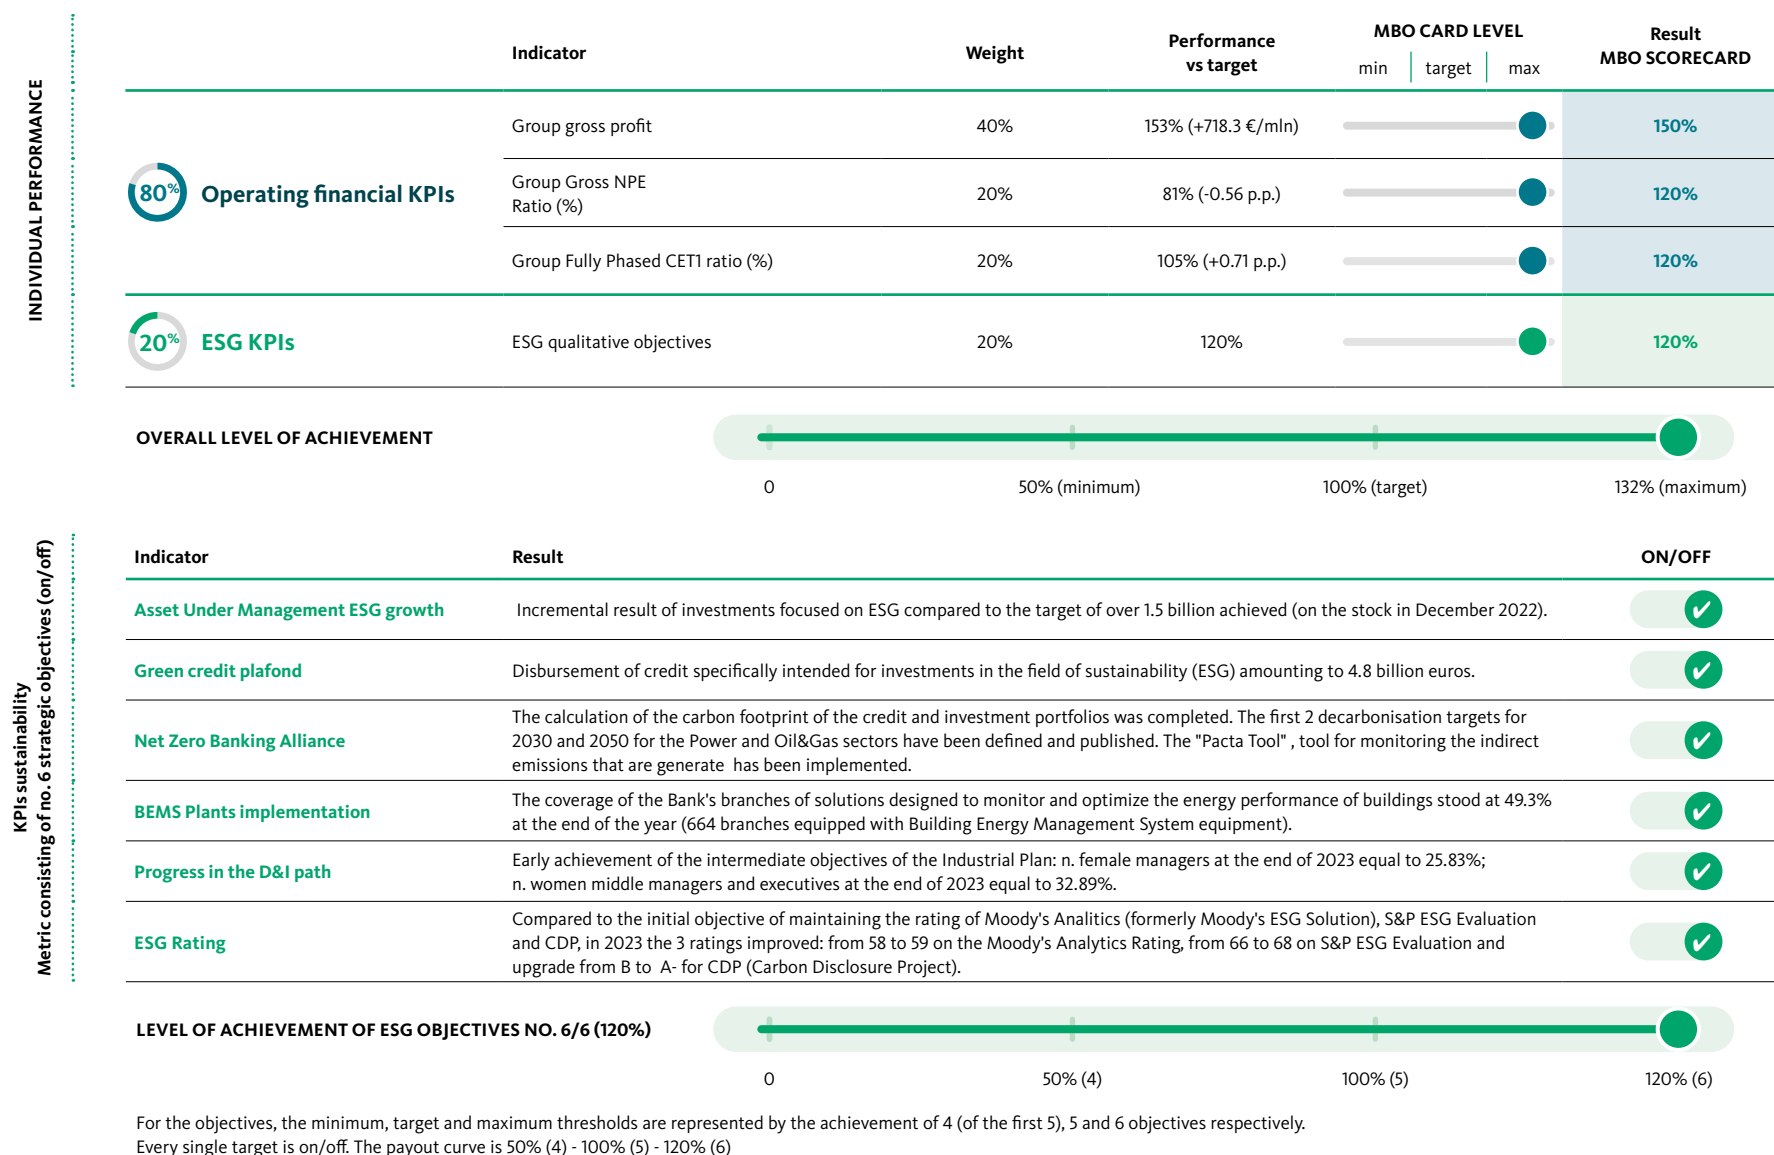 INDIVIDUAL PERFORMANCE
Indicator
Weight
Performance
vs target
MBO CARD LEVEL
min
target
max
Result
MBO SCORECARD
80%
Operating financial KPIs
Group gross profit
40%
153% (+718.3 €/mln)
150%
Group Gross NPE
Ratio (%)
20%
81% (-0.56 p.p.)
120%
Group Fully Phased CET1 ratio (%)
20%
105% (+0.71 p.p.)
120%
20%
ESG KPIs
ESG qualitative objectives
20%
120%
120%
OVERALL LEVEL OF ACHIEVEMENT
0
50% (minimum)
100% (target)
132% (maximum)
KPIs sustainability
Metric consisting of no. 6 strategic objectives (on/off)
Indicator
Result
ON/OFF
Asset Under Management ESG growth
Incremental result of investments focused on ESG compared to the target of over 1.5 billion achieved (on the stock in December 2022).
Green credit plafond
Disbursement of credit specifically intended for investments in the field of sustainability (ESG) amounting to 4.8 billion euros.
Net Zero Banking Alliance
The calculation of the carbon footprint of the credit and investment portfolios was completed. The first 2 decarbonisation targets for
2030 and 2050 for the Power and Oil&Gas sectors have been defined and published. The "Pacta Tool" , tool for monitoring the indirect
emissions that are generate  has been implemented.
BEMS Plants implementation
The coverage of the Bank's branches of solutions designed to monitor and optimize the energy performance of buildings stood at 49.3%
at the end of the year (664 branches equipped with Building Energy Management System equipment).
Progress in the D&I path
Early achievement of the intermediate objectives of the Industrial Plan: n. female managers at the end of 2023 equal to 25.83%;
n. women middle managers and executives at the end of 2023 equal to 32.89%.
ESG Rating
Compared to the initial objective of maintaining the rating of Moody's Analitics (formerly Moody's ESG Solution), S&P ESG Evaluation
and CDP, in 2023 the 3 ratings improved: from 58 to 59 on the Moody's Analytics Rating, from 66 to 68 on S&P ESG Evaluation and
upgrade from B to  A- for CDP (Carbon Disclosure Project).
LEVEL OF ACHIEVEMENT OF ESG OBJECTIVES NO. 6/6 (120%)
0
50% (4)
100% (5)
120% (6)
For the objectives, the minimum, target and maximum thresholds are represented by the achievement of 4 (of the first 5), 5 and 6 objectives respectively.
Every single target is on/off. The payout curve is 50% (4) - 100% (5) - 120% (6)